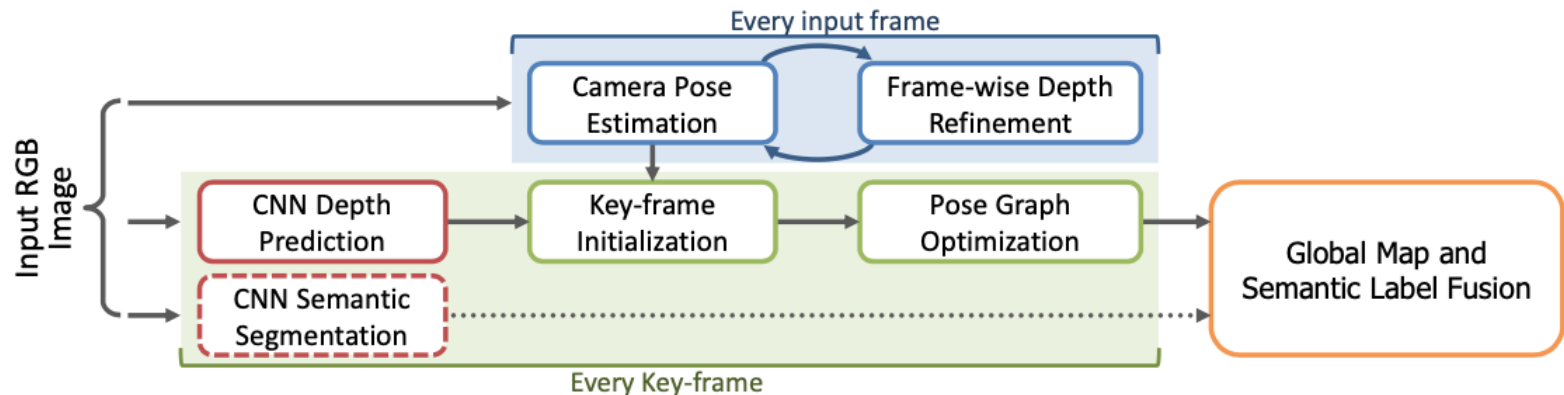 Every input frame
Camera Pose
Estimation
Frame-wise Depth
Refinement
Input RGB
Image
CNN Depth
Prediction
Key-frame
Initialization
Pose Graph
Optimization
Global Map and
Semantic Label Fusion
CNN Semantic
Segmentation
Every Key-frame